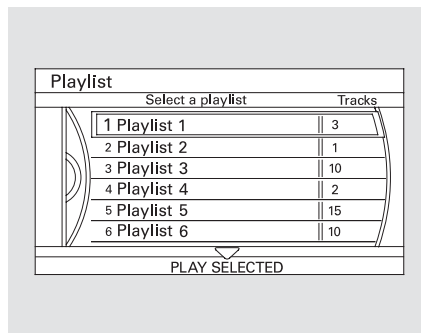 Playlist
Select a playlist Tracks
1 Playlist 1 3
2 Playlist 2 1
3 Playlist 3 10
4 Playlist 4 2
5 Playlist 5 15
6 Playlist 6 10
PLAY SELECTED